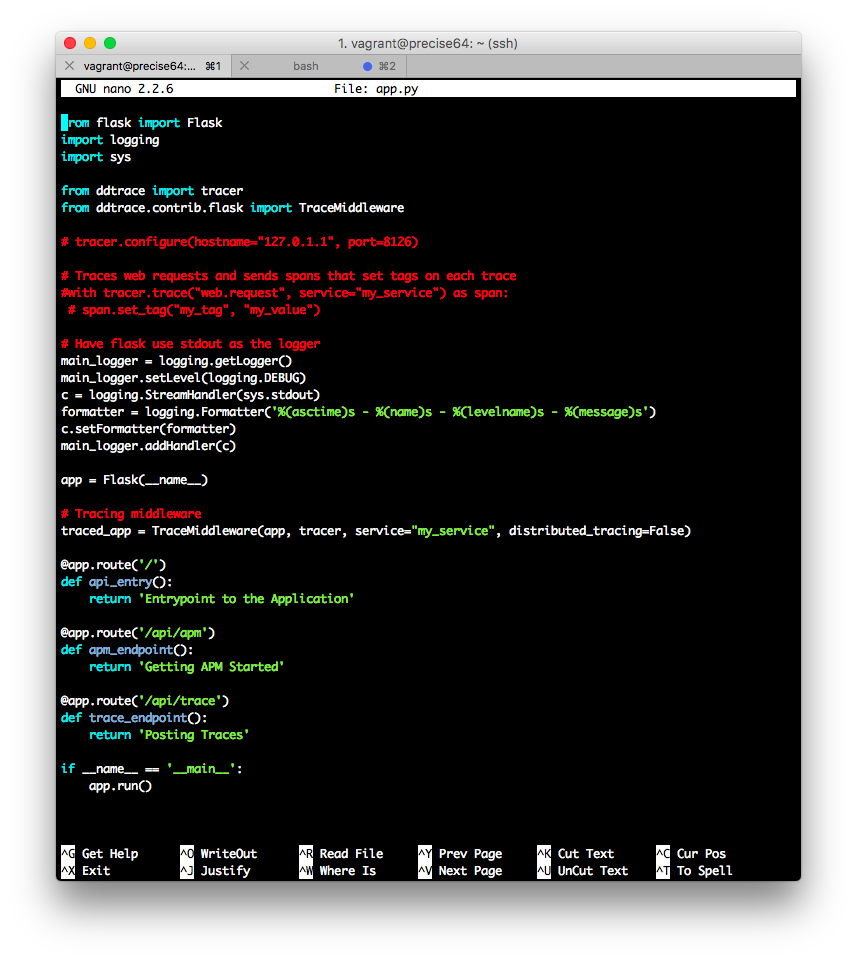 1. vagrant@precise64: ~ (ssh)
vagrant@precise64:... ⌘1 bash ⌘2
GNU nano 2.2.6 File: app.py
from flask import Flask
import logging
import sys
from ddtrace import tracer
from ddtrace.contrib.flask import TraceMiddleware
# tracer.configure(hostname="127.0.1.1", port=8126)
# Traces web requests and sends spans that set tags on each trace
#with tracer.trace("web.request", service="my_service") as span:
# span.set_tag("my_tag", "my_value")
# Have flask use stdout as the logger
main_logger = logging.getLogger()
main_logger.setLevel(logging.DEBUG)
c = logging.StreamHandler(sys.stdout)
formatter = logging.Formatter('%(asctime)s - %(name)s - %(levelname)s - %(message)s')
c.setFormatter(formatter)
main_logger.addHandler(c)
app = Flask(__name__)
# Tracing middleware
traced_app = TraceMiddleware(app, tracer, service="my_service", distributed_tracing=False)
@app.route('/')
def api_entry():
    return 'Entrypoint to the Application'
@app.route('/api/apm')
def apm_endpoint():
    return 'Getting APM Started'
@app.route('/api/trace')
def trace_endpoint():
    return 'Posting Traces'
if __name__ == '__main__':
    app.run()
^G Get Help ^O WriteOut ^R Read File ^Y Prev Page ^K Cut Text ^C Cur Pos
^X Exit ^J Justify ^W Where Is ^V Next Page ^U UnCut Text ^T To Spell